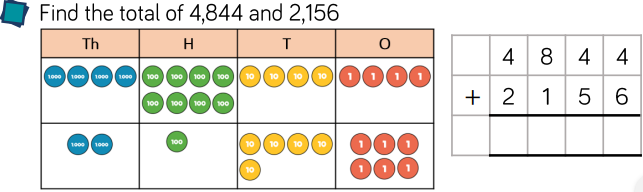 Find the total of 4,844 and 2,156
Th H T O
1,000 1,000 1,000 1,000 100 100 100 100 10 10 10 10 1 1 1 1
100 100 100 100
1,000 1,000 100 10 10 10 10 1 1 1
10 1 1 1
4 8 4 4
+ 2 1 5 6